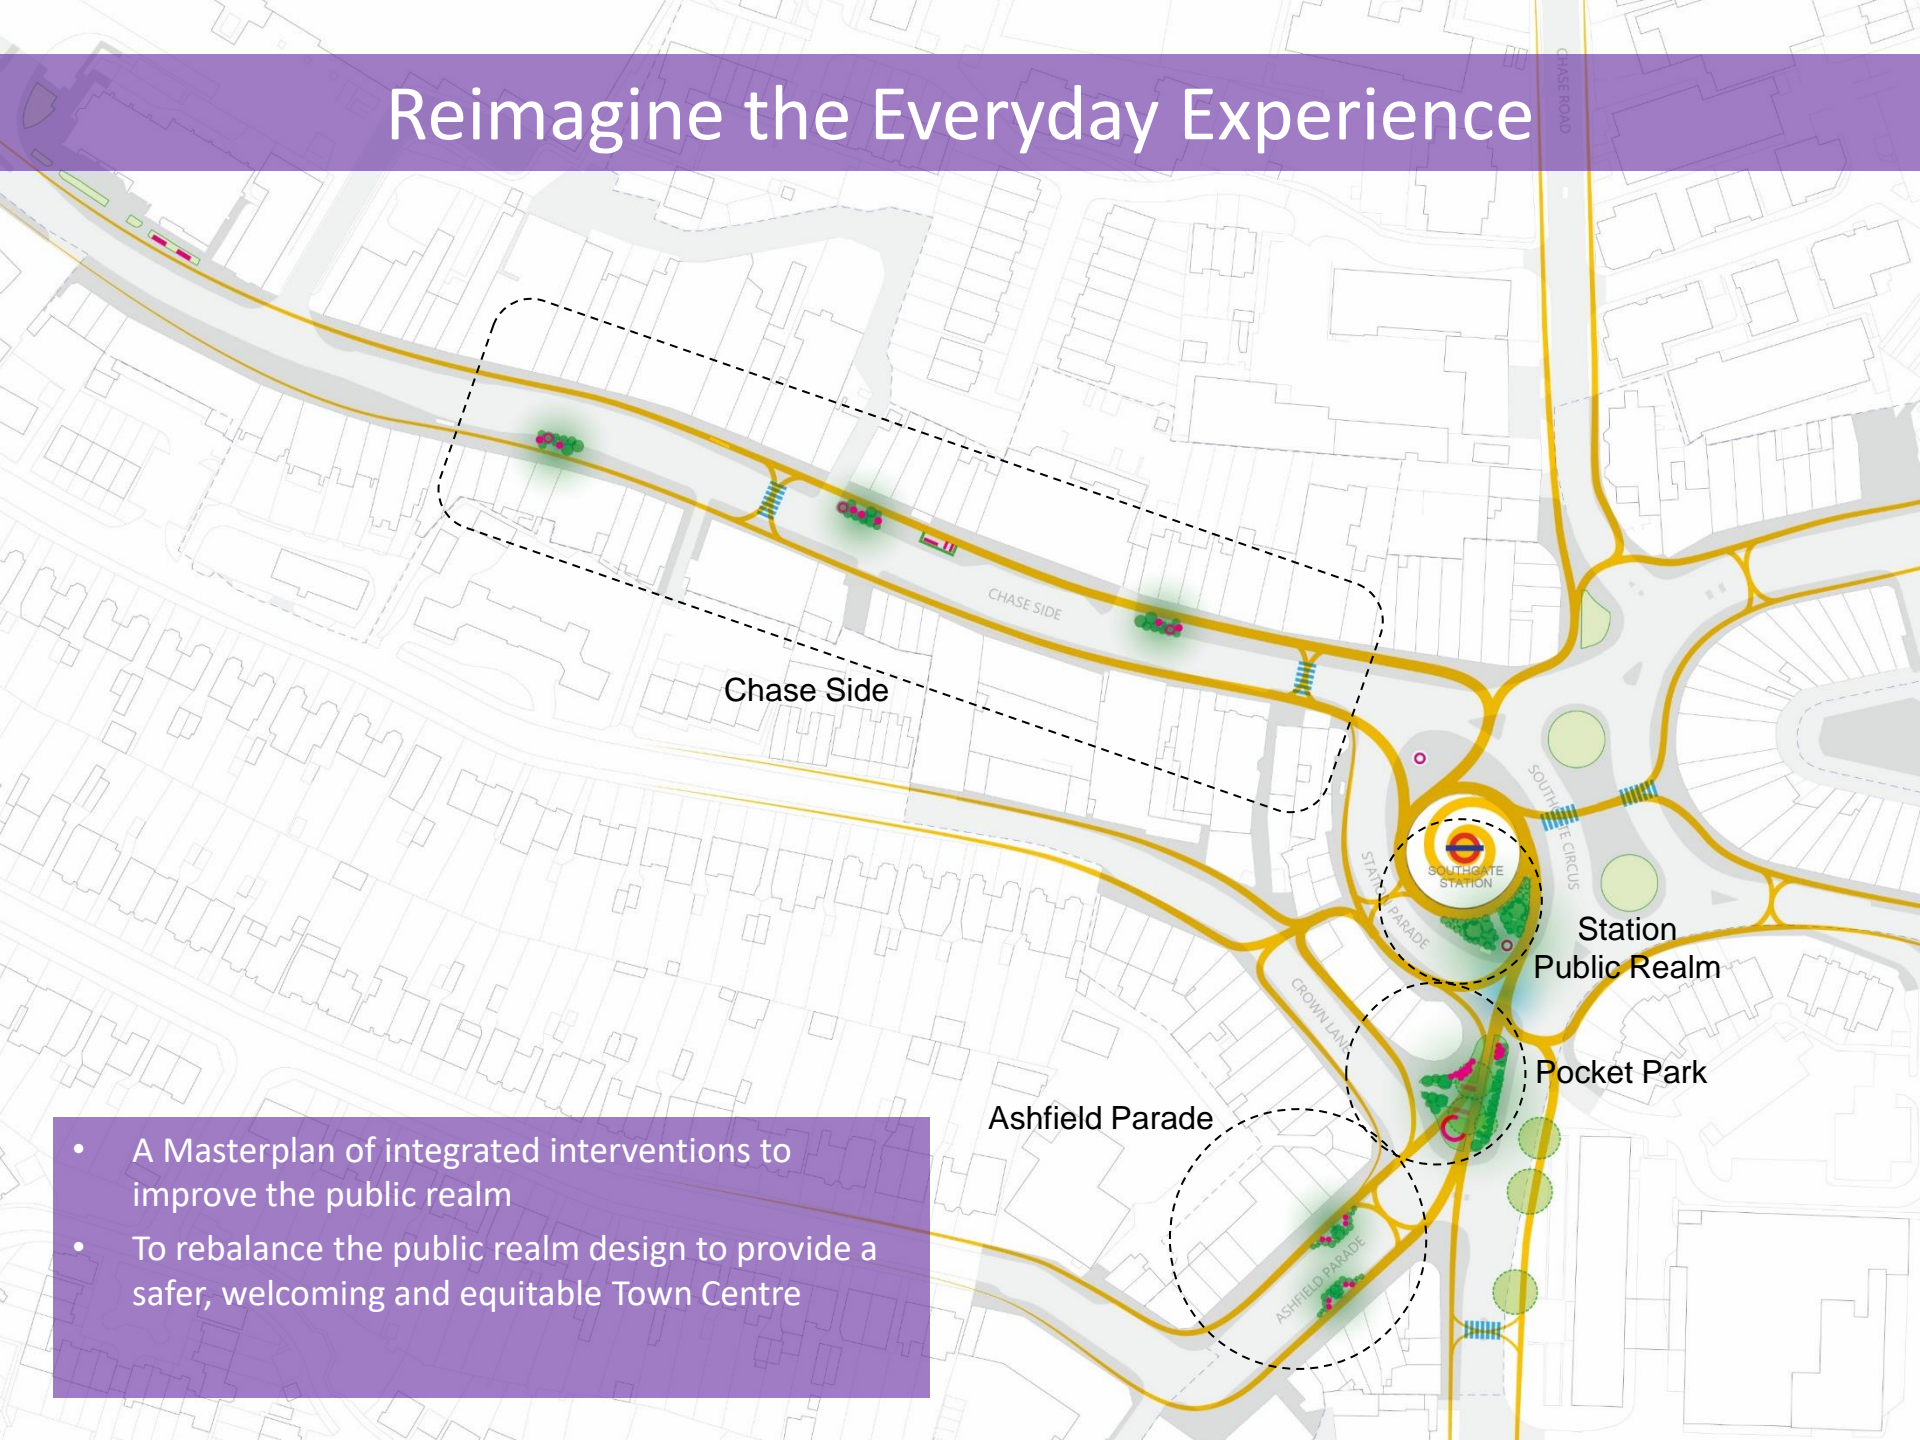 Reimagine the Everyday Experience
CHASE ROAD
CHASE SIDE
Chase Side
SOUTHGATE CIRCUS
SOUTHGATE
STATION
STATION PARADE
Station
Public Realm
CROWN LANE
Pocket Park
Ashfield Parade
ASHFIELD PARADE
• A Masterplan of integrated interventions to
improve the public realm
• To rebalance the public realm design to provide a
safer, welcoming and equitable Town Centre